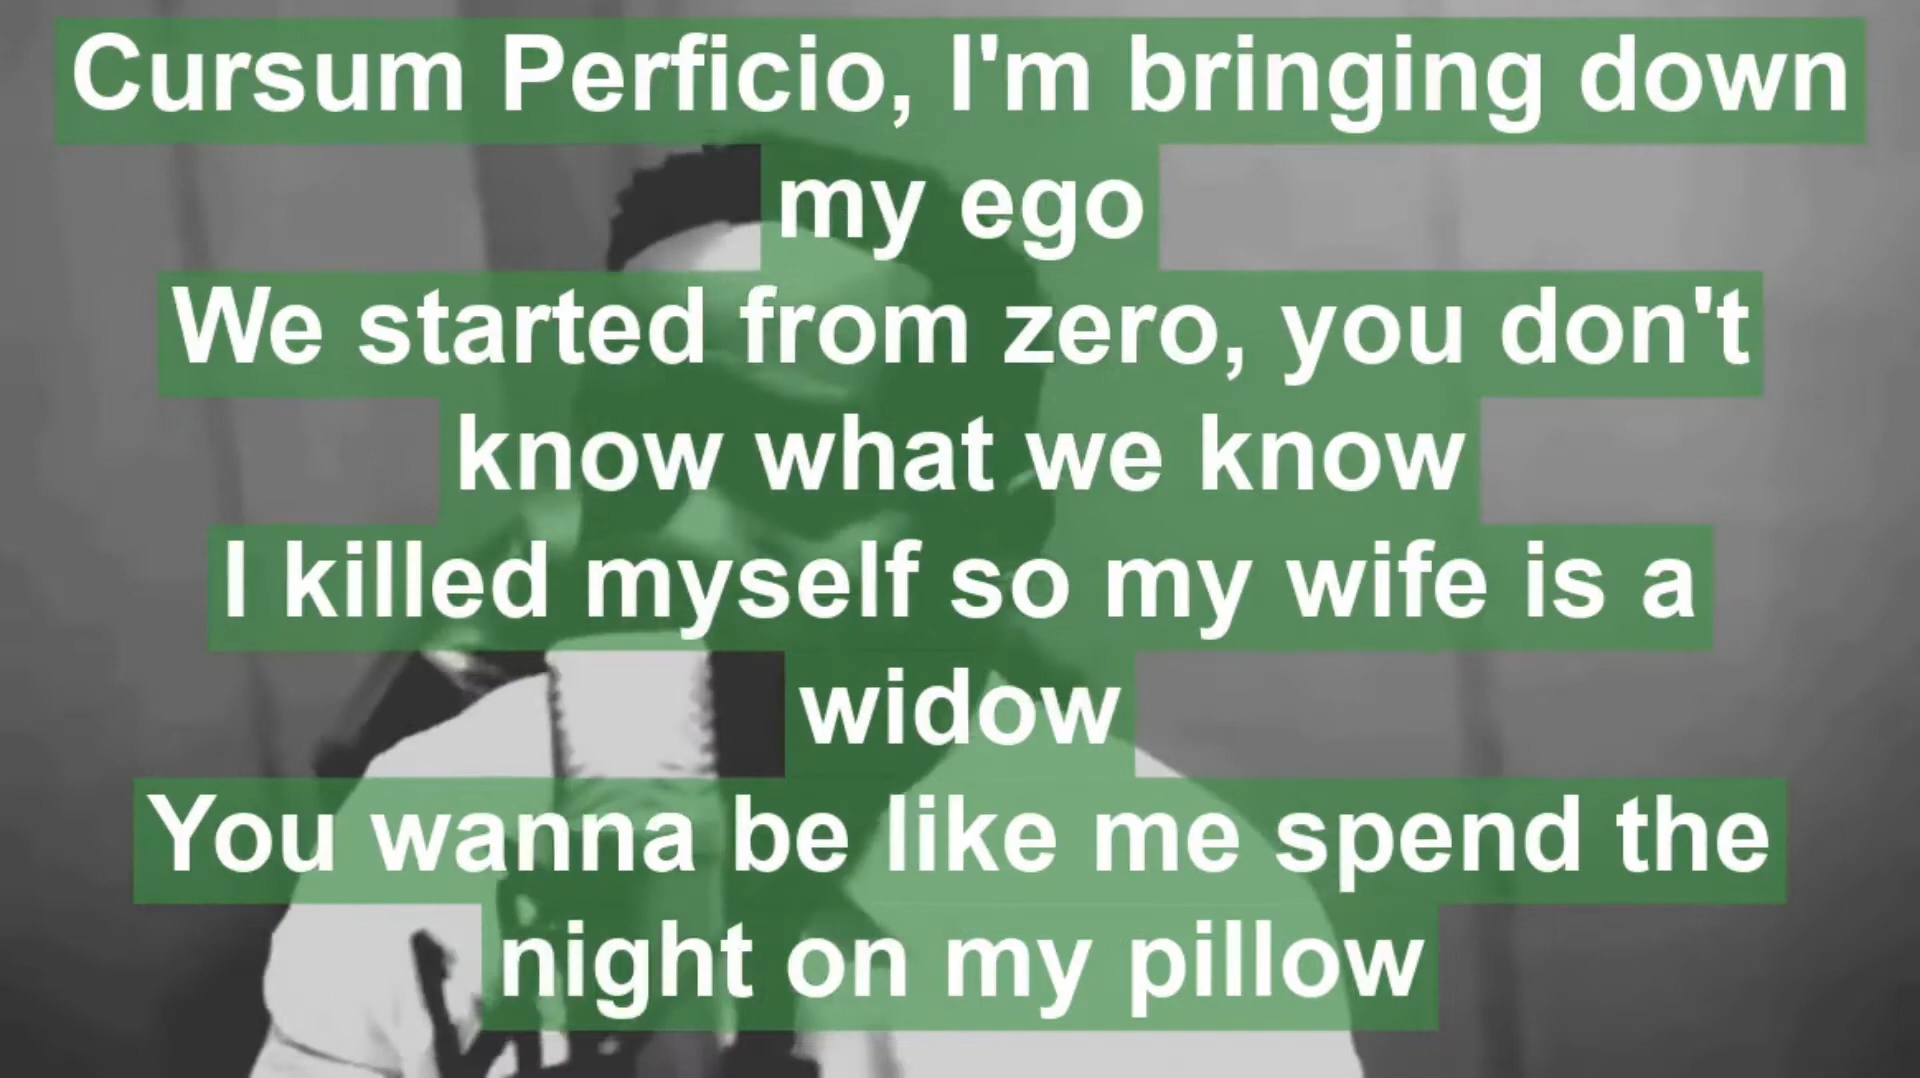 Cursum Perficio, I'm bringing down
my ego
We started from zero, you don't
know what we know
I killed myself so my wife is a
widow
You wanna be like me spend the
night on my pillow